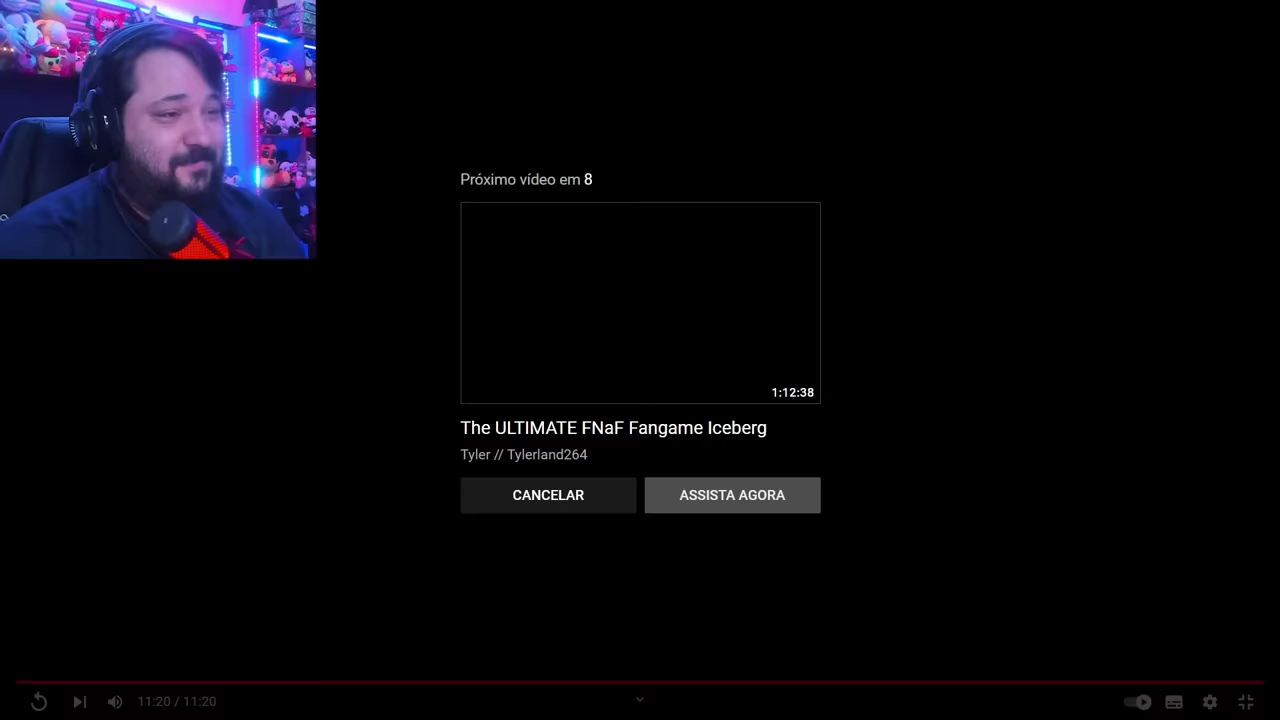 Próximo vídeo em 8
1:12:38
The ULTIMATE FNaF Fangame Iceberg
Tyler // Tylerland264
CANCELAR
ASSISTA AGORA
11:20 / 11:20